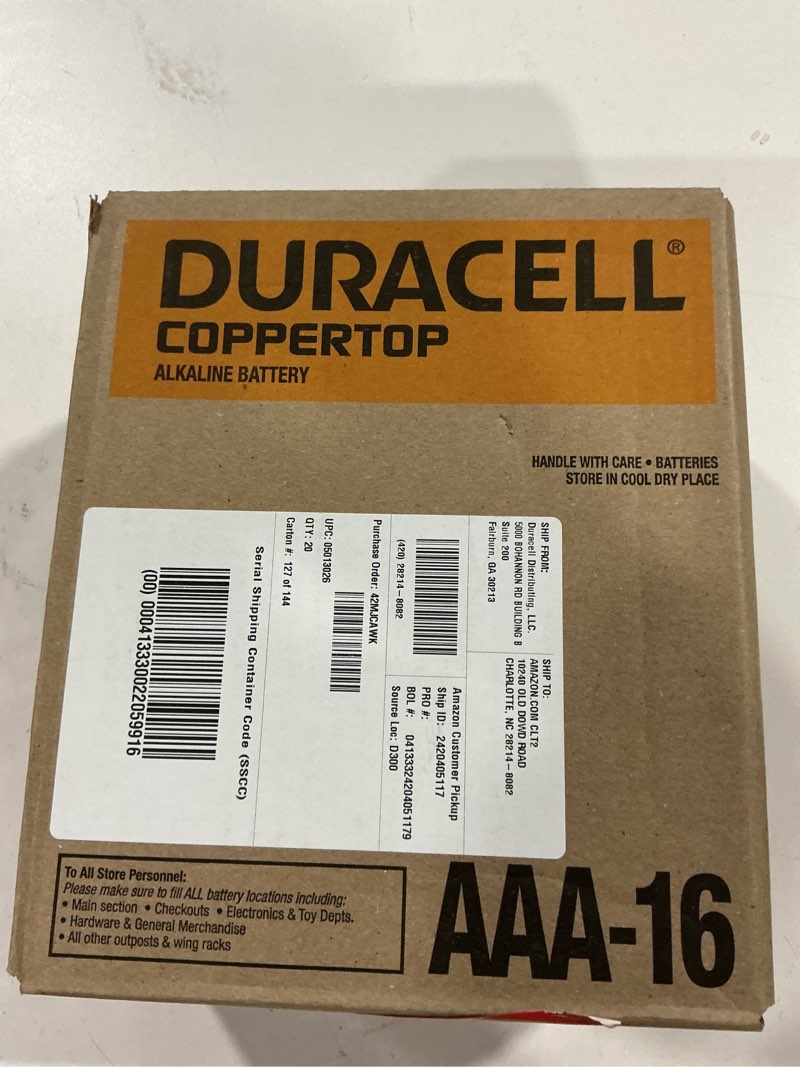 DURACELL®
COPPERTOP
ALKALINE BATTERY
HANDLE WITH CARE • BATTERIES
STORE IN COOL DRY PLACE
SHIP FROM:
Duracell Distributing, LLC.
5000 BOHANNON RD BUILDING B
Suite 200
Fairburn, GA 30213
SHIP TO:
AMAZON.COM CLT2
10240 OLD DOWD ROAD
CHARLOTTE, NC 28214-8082
(420) 28214-8082
Amazon Customer Pickup
Ship ID: 2420405117
PRO #:
BOL #: 04133324204051179
Source Loc: D300
Purchase Order: 42MJCAWK
UPC: 05013026
QTY: 20
Carton #: 127 of 144
Serial Shipping Container Code (SSCC)
(00) 000413330022059916
To All Store Personnel:
Please make sure to fill ALL battery locations including:
• Main section • Checkouts • Electronics & Toy Depts.
• Hardware & General Merchandise
• All other outposts & wing racks
AAA-16